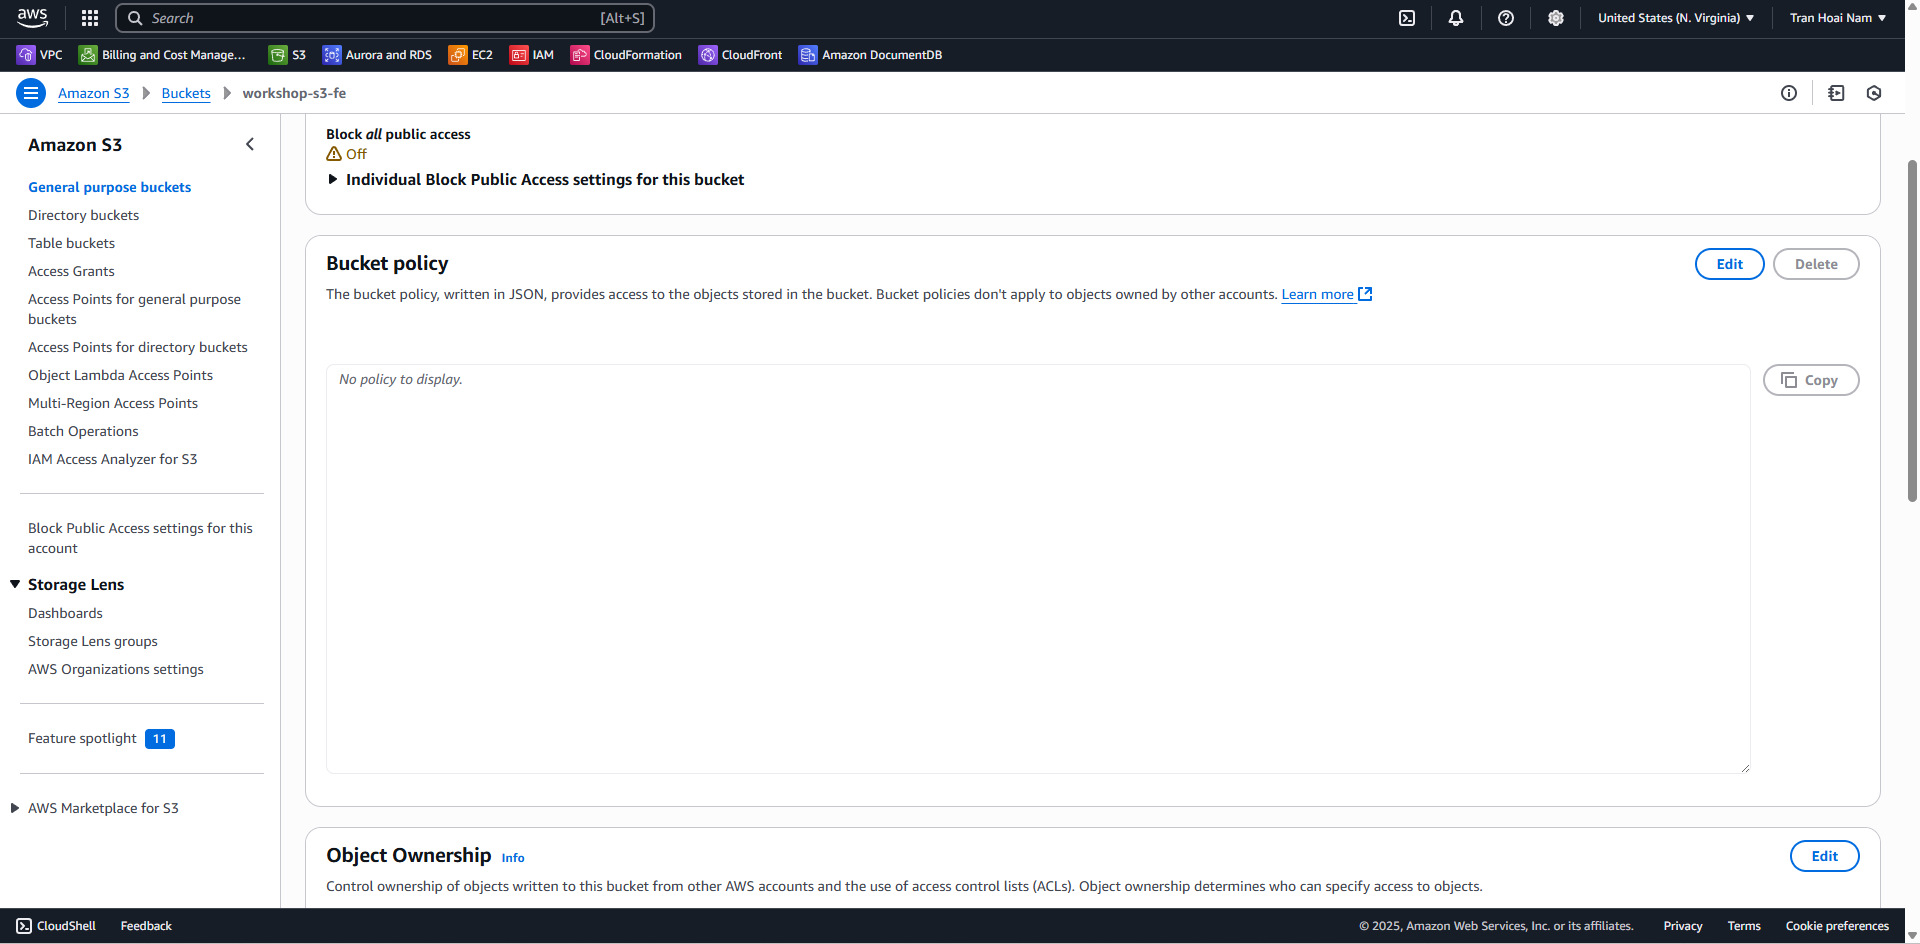 aws
Search
[Alt+S]
United States (N. Virginia)
Tran Hoai Nam
VPC
Billing and Cost Manage...
S3
Aurora and RDS
EC2
IAM
CloudFormation
CloudFront
Amazon DocumentDB
Amazon S3
Buckets
workshop-s3-fe
Amazon S3
General purpose buckets
Directory buckets
Table buckets
Access Grants
Access Points for general purpose
buckets
Access Points for directory buckets
Object Lambda Access Points
Multi-Region Access Points
Batch Operations
IAM Access Analyzer for S3
Block Public Access settings for this
account
Storage Lens
Dashboards
Storage Lens groups
AWS Organizations settings
Feature spotlight 11
AWS Marketplace for S3
Block all public access
Off
Individual Block Public Access settings for this bucket
Bucket policy
Edit
Delete
The bucket policy, written in JSON, provides access to the objects stored in the bucket. Bucket policies don't apply to objects owned by other accounts. Learn more
No policy to display.
Copy
Object Ownership Info
Edit
Control ownership of objects written to this bucket from other AWS accounts and the use of access control lists (ACLs). Object ownership determines who can specify access to objects.
CloudShell
Feedback
© 2025, Amazon Web Services, Inc. or its affiliates.
Privacy
Terms
Cookie preferences